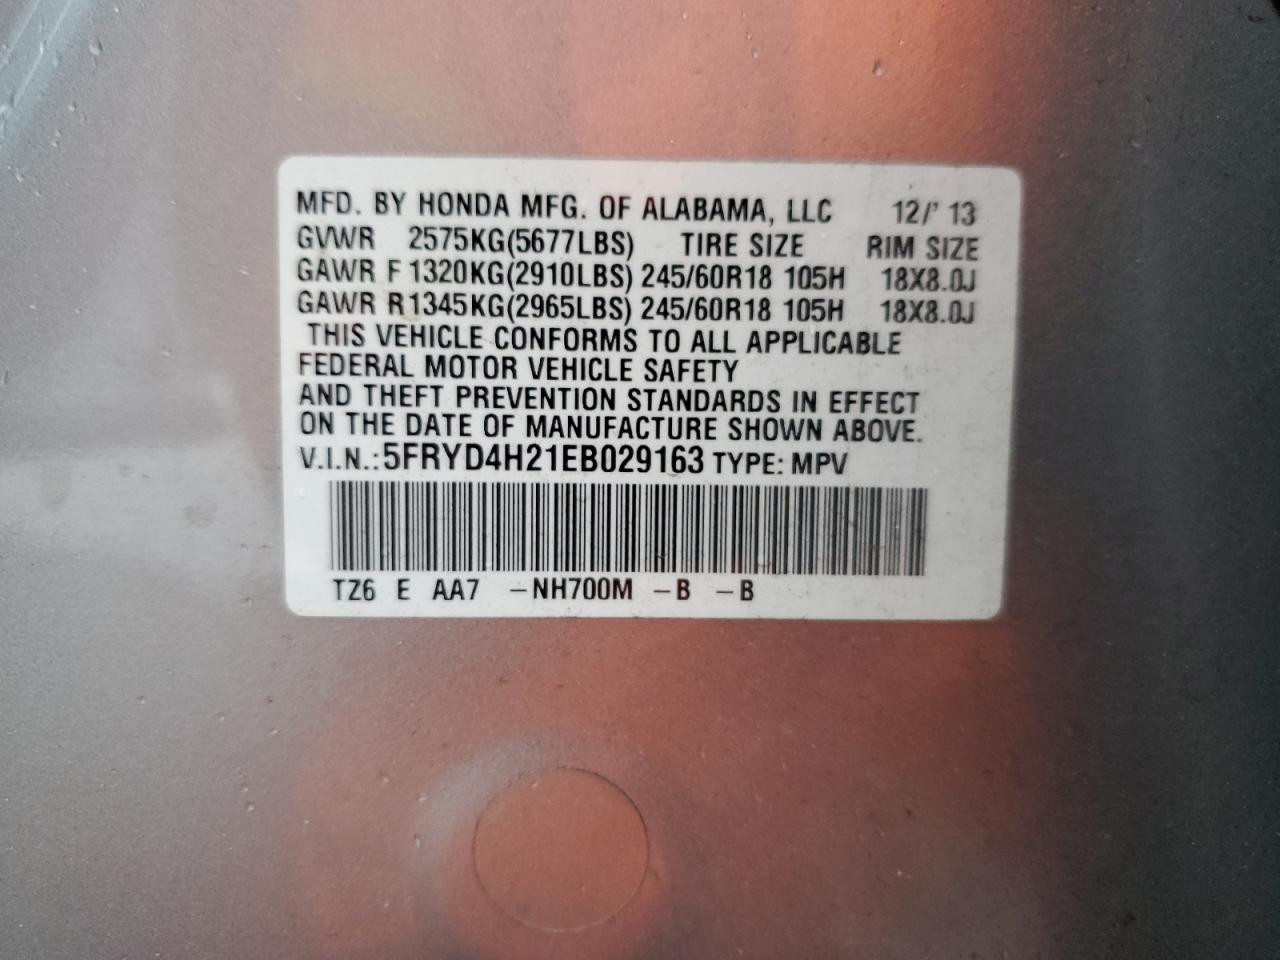 MFD. BY HONDA MFG. OF ALABAMA, LLC 12/' 13
GVWR 2575KG(5677LBS) TIRE SIZE RIM SIZE
GAWR F 1320KG(2910LBS) 245/60R18 105H 18X8.0J
GAWR R1345KG(2965LBS) 245/60R18 105H 18X8.0J
THIS VEHICLE CONFORMS TO ALL APPLICABLE
FEDERAL MOTOR VEHICLE SAFETY
AND THEFT PREVENTION STANDARDS IN EFFECT
ON THE DATE OF MANUFACTURE SHOWN ABOVE.
V.I.N.:5FRYD4H21EB029163 TYPE: MPV
TZ6 E AA7 -NH700M -B -B